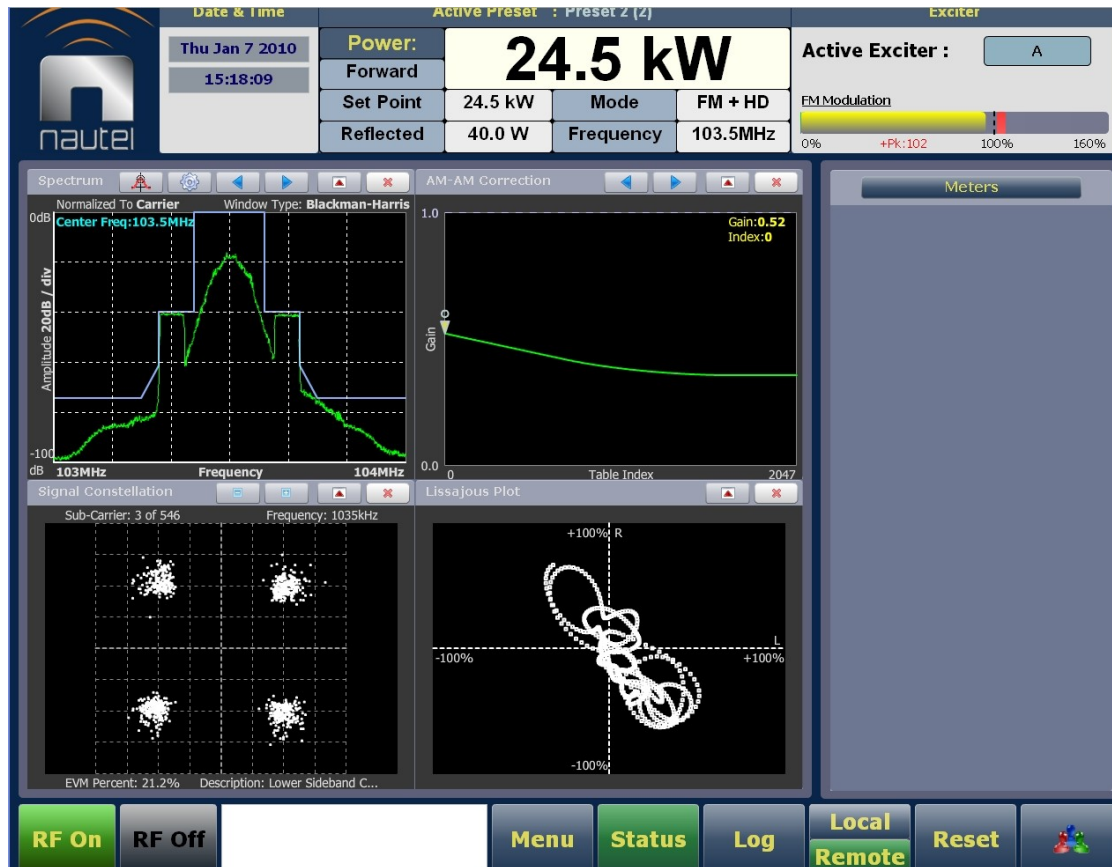 Date & Time
Active Preset : Preset 2 (2)
Exciter
nautel
Thu Jan 7 2010
15:18:09
Power:
Forward
24.5 kW
Set Point
24.5 kW
Mode
FM + HD
Reflected
40.0 W
Frequency
103.5MHz
Active Exciter :
A
FM Modulation
0%
+Pk:102
100%
160%
Spectrum
Normalized To Carrier
Window Type: Blackman-Harris
0dB
Center Freq:103.5MHz
Amplitude 20dB / div
-100
dB
103MHz
Frequency
104MHz
AM-AM Correction
1.0
Gain:0.52
Index:0
O
Gain
0.0
0
Table Index
2047
Meters
Signal Constellation
Sub-Carrier: 3 of 546
Frequency: 1035kHz
EVM Percent: 21.2%
Description: Lower Sideband C...
Lissajous Plot
+100%
R
-100%
L
+100%
-100%
RF On
RF Off
Menu
Status
Log
Local
Remote
Reset